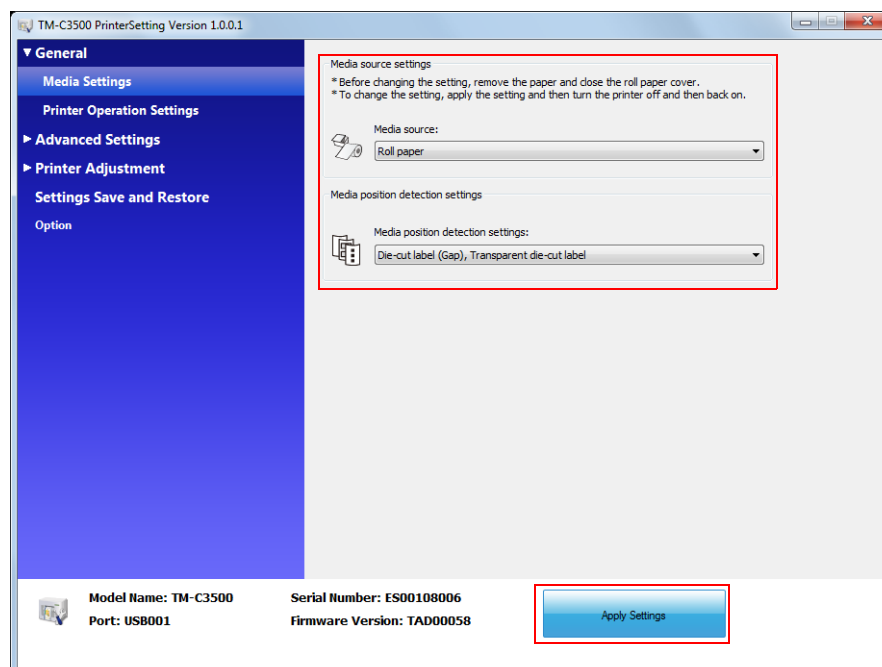 TM-C3500 PrinterSetting Version 1.0.0.1
▼ General
Media Settings
Printer Operation Settings
► Advanced Settings
► Printer Adjustment
Settings Save and Restore
Option
Media source settings
* Before changing the setting, remove the paper and close the roll paper cover.
* To change the setting, apply the setting and then turn the printer off and then back on.
Media source:
Roll paper
Media position detection settings
Media position detection settings:
Die-cut label (Gap), Transparent die-cut label
Model Name: TM-C3500
Serial Number: ES00108006
Port: USB001
Firmware Version: TAD00058
Apply Settings